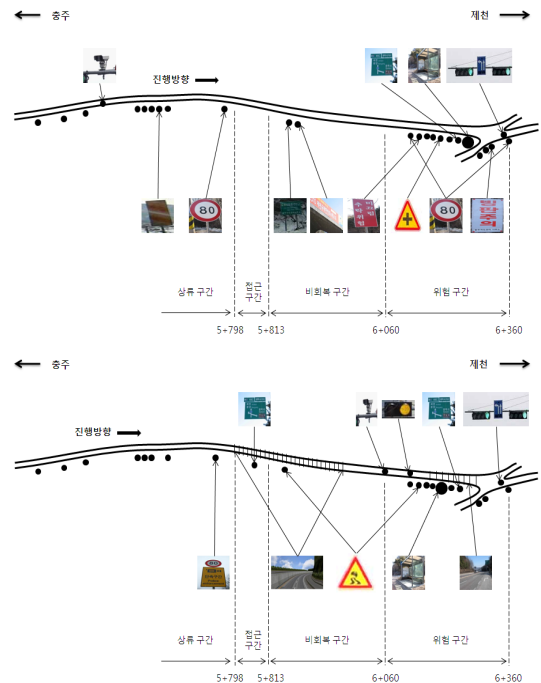 충주
제천
진행방향
80
80
상류 구간
접근
구간
비회복 구간
위험 구간
5+798
5+813
6+060
6+360
충주
제천
진행방향
상류 구간
접근
구간
비회복 구간
위험 구간
5+798
5+813
6+060
6+360